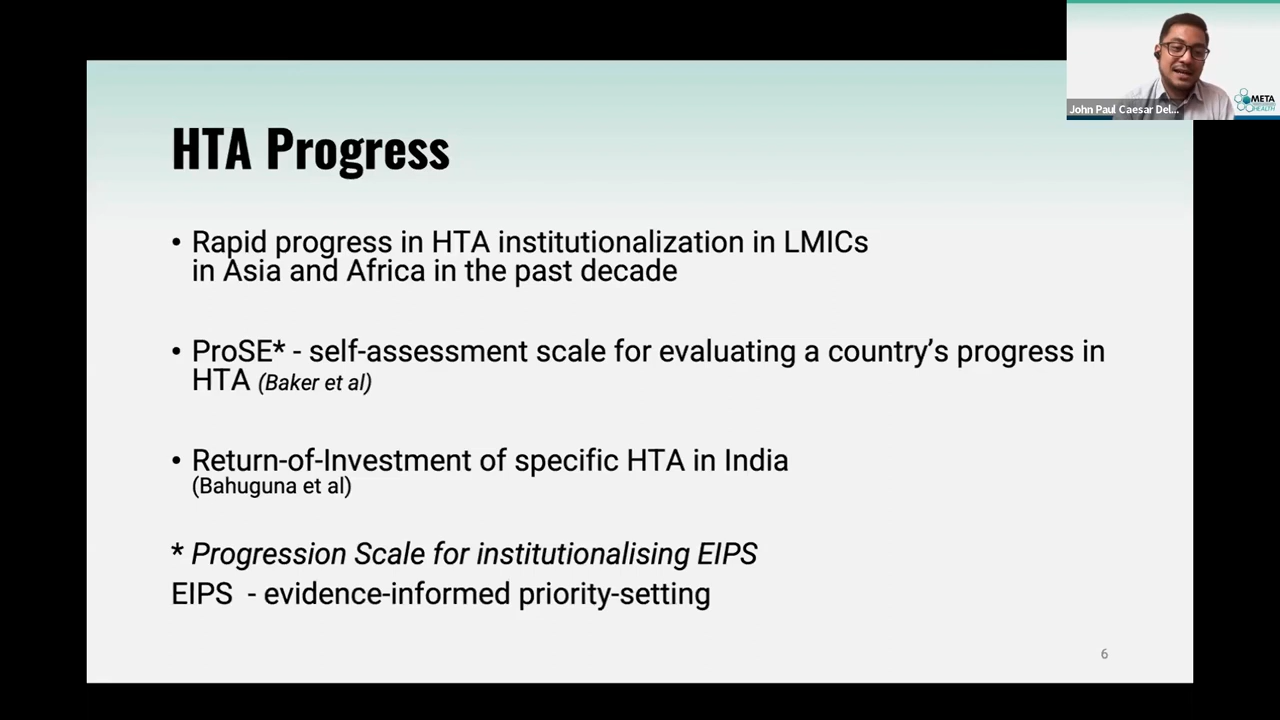 META
HEALTH
John Paul Caesar Del...
HTA Progress
• Rapid progress in HTA institutionalization in LMICs
in Asia and Africa in the past decade
• ProSE* - self-assessment scale for evaluating a country’s progress in
HTA (Baker et al)
• Return-of-Investment of specific HTA in India
(Bahuguna et al)
* Progression Scale for institutionalising EIPS
EIPS - evidence-informed priority-setting
6